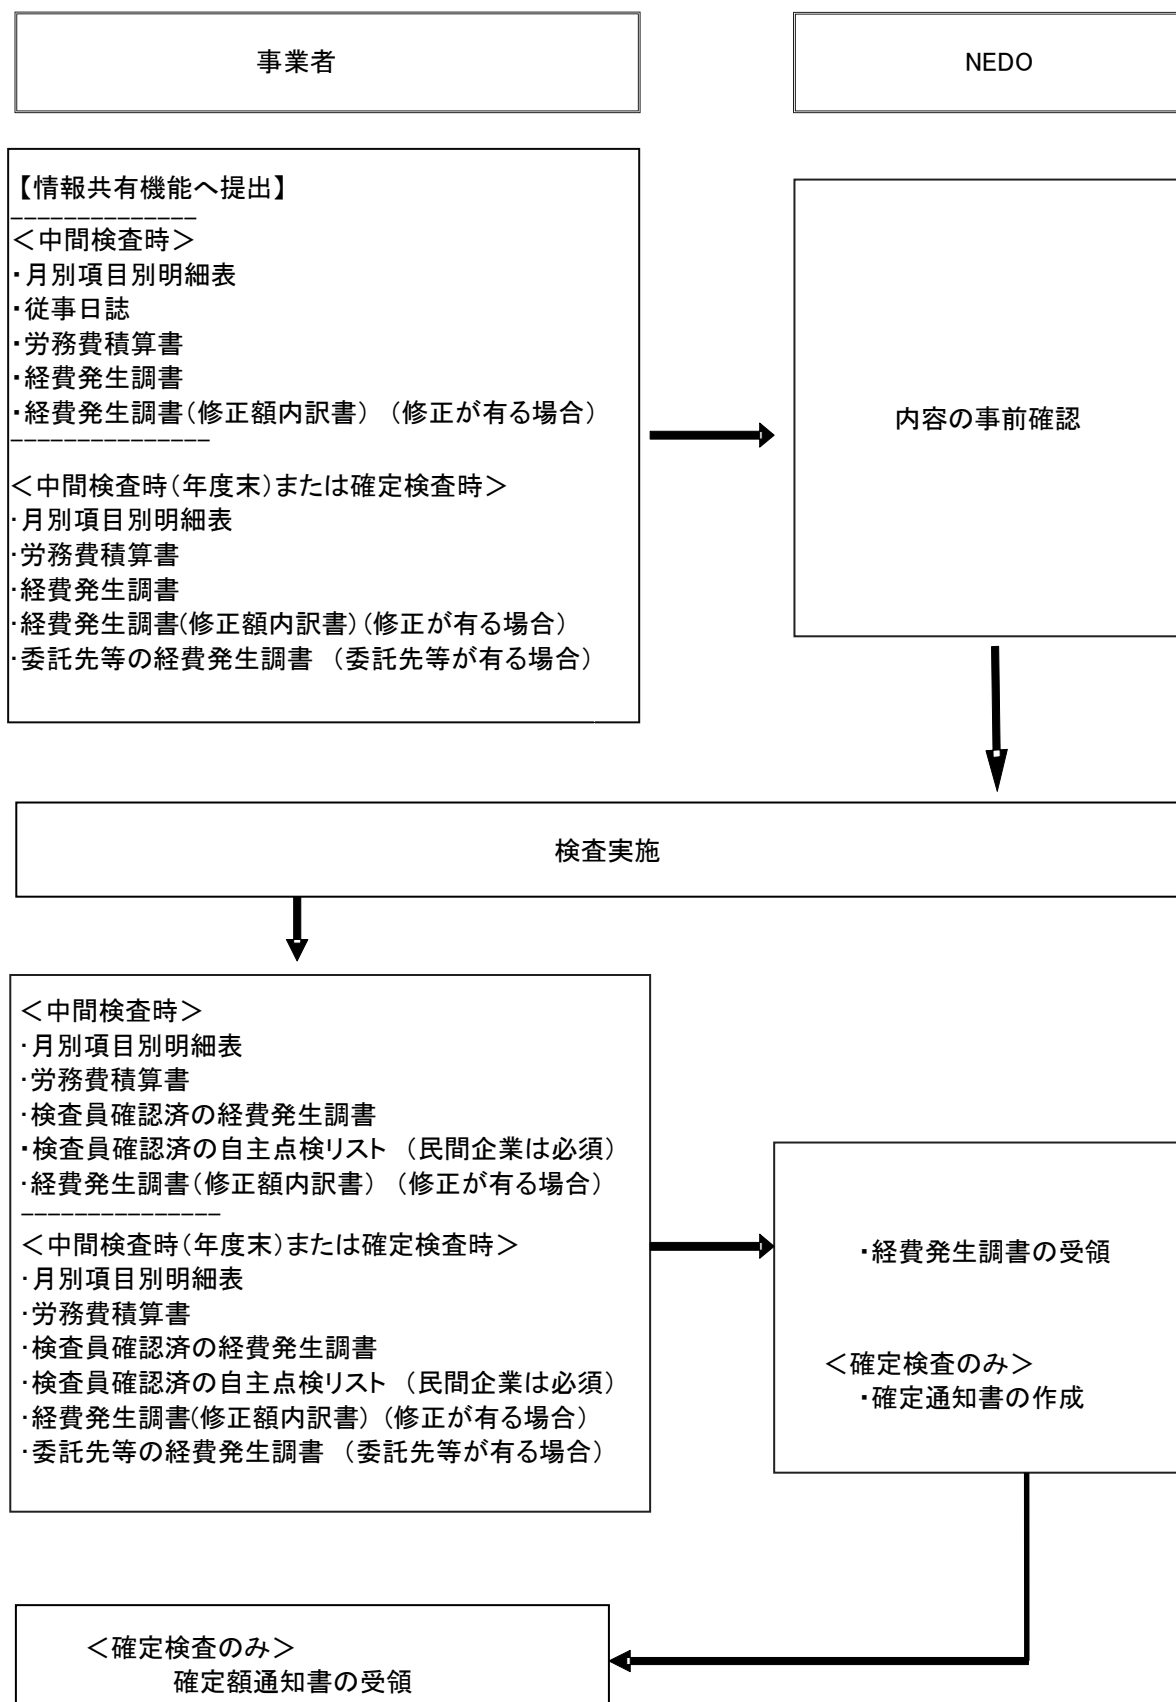 事業者
NEDO
【情報共有機能へ提出】
--------------
＜中間検査時＞
・月別項目別明細表
・従事日誌
・労務費積算書
・経費発生調書
・経費発生調書（修正額内訳書） （修正が有る場合）
---------------
＜中間検査時（年度末）または確定検査時＞
・月別項目別明細表
・労務費積算書
・経費発生調書
・経費発生調書(修正額内訳書) (修正が有る場合)
・委託先等の経費発生調書 （委託先等が有る場合）
内容の事前確認
検査実施
＜中間検査時＞
・月別項目別明細表
・労務費積算書
・検査員確認済の経費発生調書
・検査員確認済の自主点検リスト （民間企業は必須）
・経費発生調書（修正額内訳書） （修正が有る場合）
---------------
＜中間検査時（年度末）または確定検査時＞
・月別項目別明細表
・労務費積算書
・検査員確認済の経費発生調書
・検査員確認済の自主点検リスト （民間企業は必須）
・経費発生調書(修正額内訳書) (修正が有る場合)
・委託先等の経費発生調書 （委託先等が有る場合）
・経費発生調書の受領
＜確定検査のみ＞
・確定通知書の作成
＜確定検査のみ＞
確定額通知書の受領